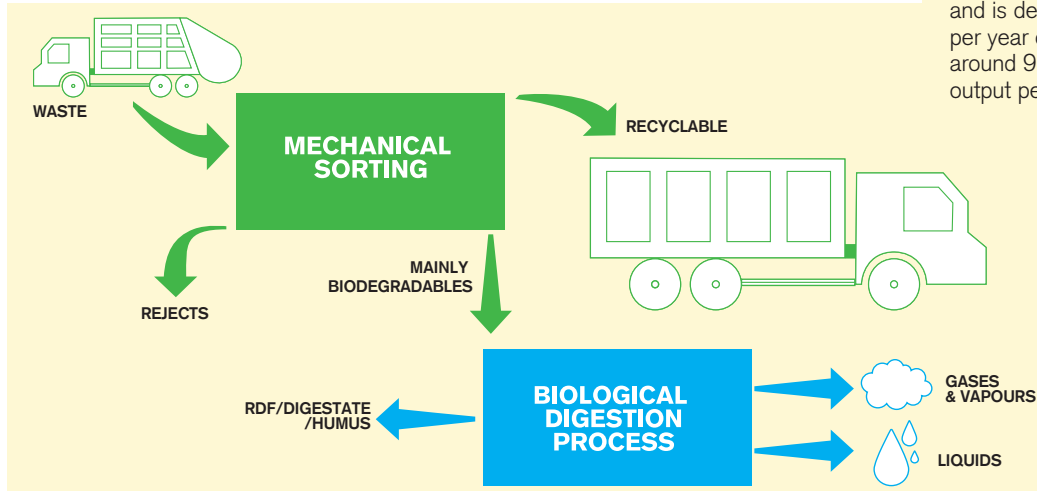 and is de
per year
around 9
output pe
WASTE
MECHANICAL
SORTING
RECYCLABLE
REJECTS
MAINLY
BIODEGRADABLES
BIOLOGICAL
DIGESTION
PROCESS
RDF/DIGESTATE
/HUMUS
GASES
& VAPOURS
LIQUIDS